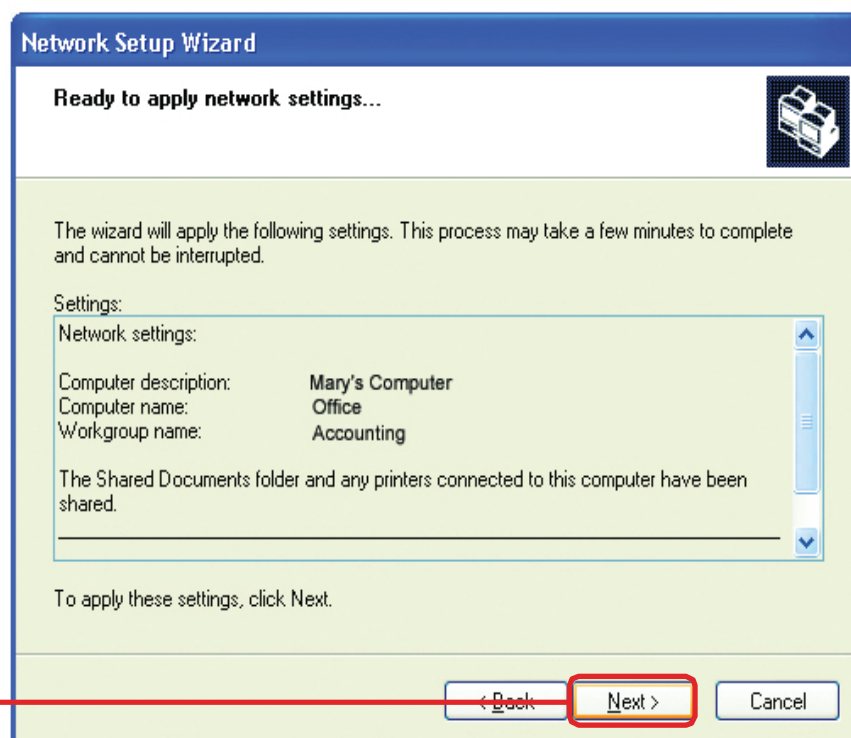 Network Setup Wizard
Ready to apply network settings...
The wizard will apply the following settings. This process may take a few minutes to complete
and cannot be interrupted.
Settings:
Network settings:
Computer description: Mary's Computer
Computer name: Office
Workgroup name: Accounting
The Shared Documents folder and any printers connected to this computer have been
shared.
To apply these settings, click Next.
< Back Next > Cancel